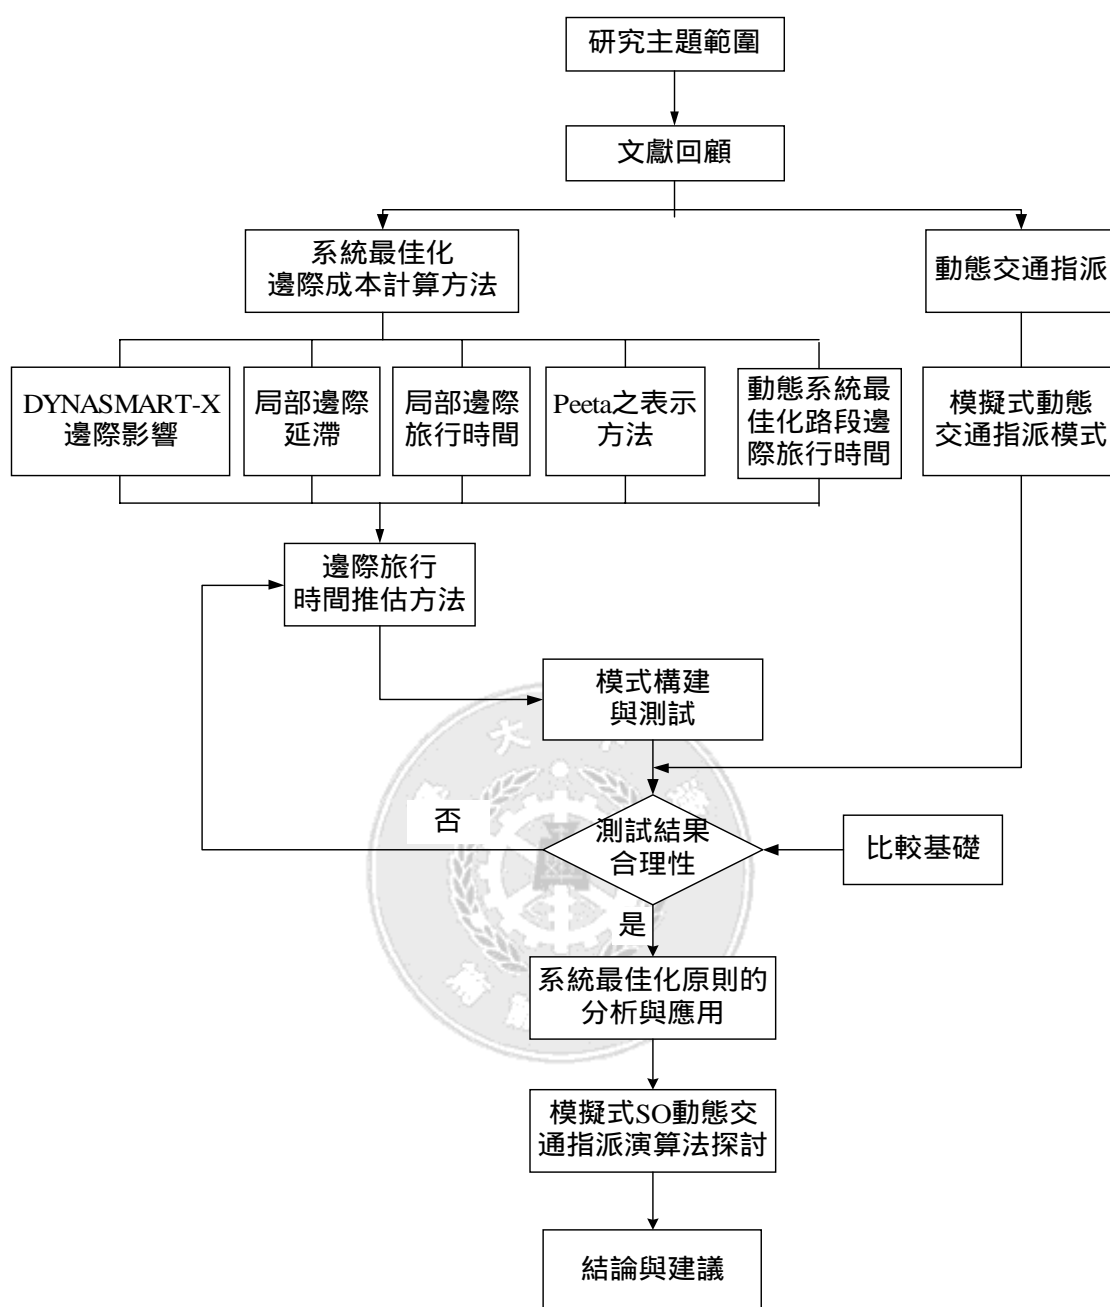 研究主題範圍
文獻回顧
系統最佳化
邊際成本計算方法
動態交通指派
DYNASMART-X
邊際影響
局部邊際
延滯
局部邊際
旅行時間
Peeta之表示
方法
動態系統最
佳化路段邊
際旅行時間
模擬式動態
交通指派模式
邊際旅行
時間推估方法
模式構建
與測試
否
測試結果
合理性
比較基礎
是
系統最佳化原則的
分析與應用
模擬式SO動態交
通指派演算法探討
結論與建議